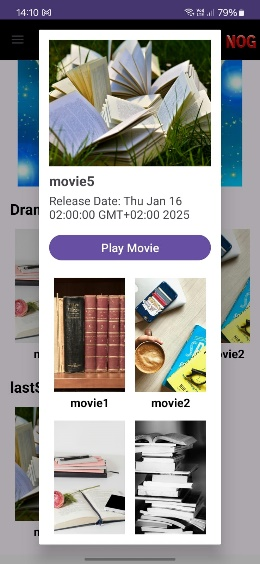 14:10
79%
NOG
movie5
Release Date: Thu Jan 16
02:00:00 GMT+02:00 2025
Play Movie
Dram
movie1
movie2
vie2
lastS